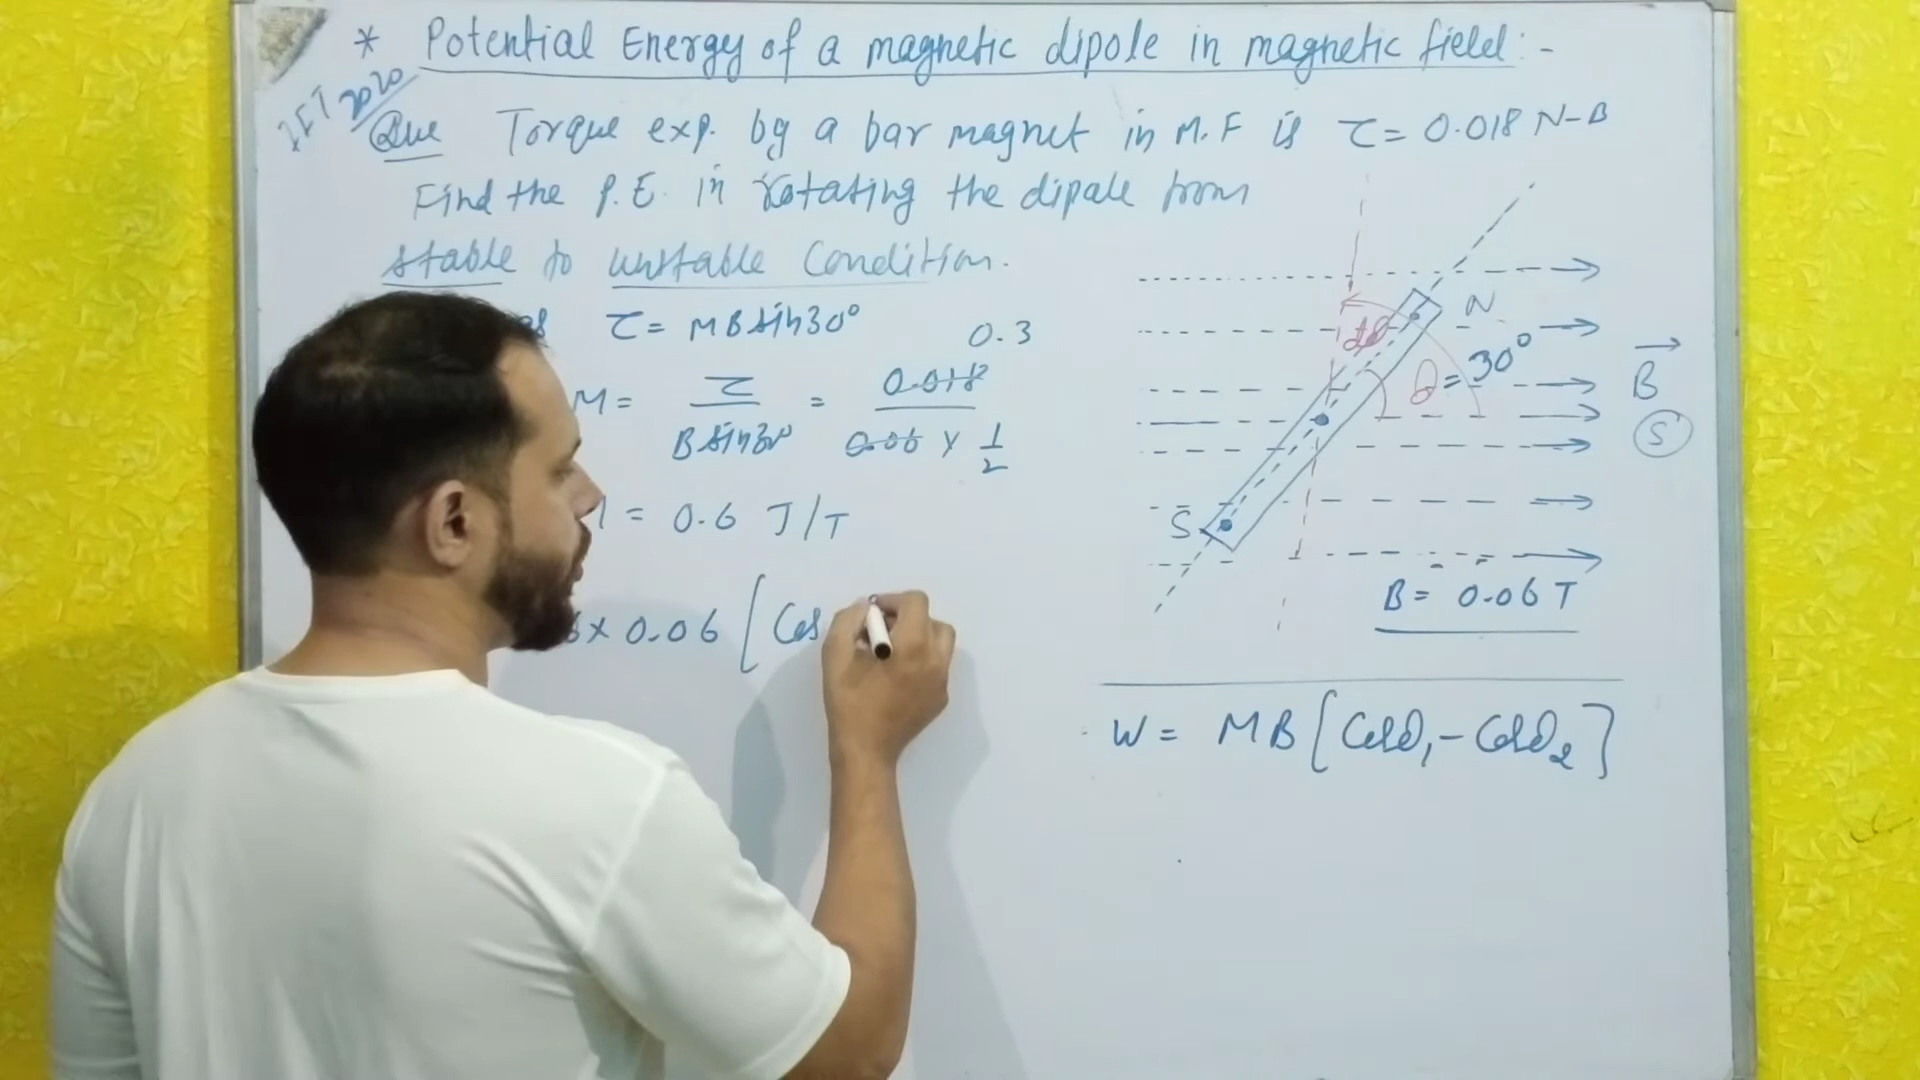 * Potential Energy of a magnetic dipole in magnetic field :-
2020
Que Torque exp. by a bar magnet in M.F is τ = 0.018 N-
Find the P.E. in rotating the dipale from
stable to unstable Condition.
τ = MB sin30°
0.3
M = τ / B sin30° = 0.018 / 0.06 × 1/2
= 0.6 J/T
× 0.06 [ Cos
N
dθ
θ = 30°
B
S
S
B = 0.06 T
W = MB [ Cosθ₁ - Cosθ₂ ]